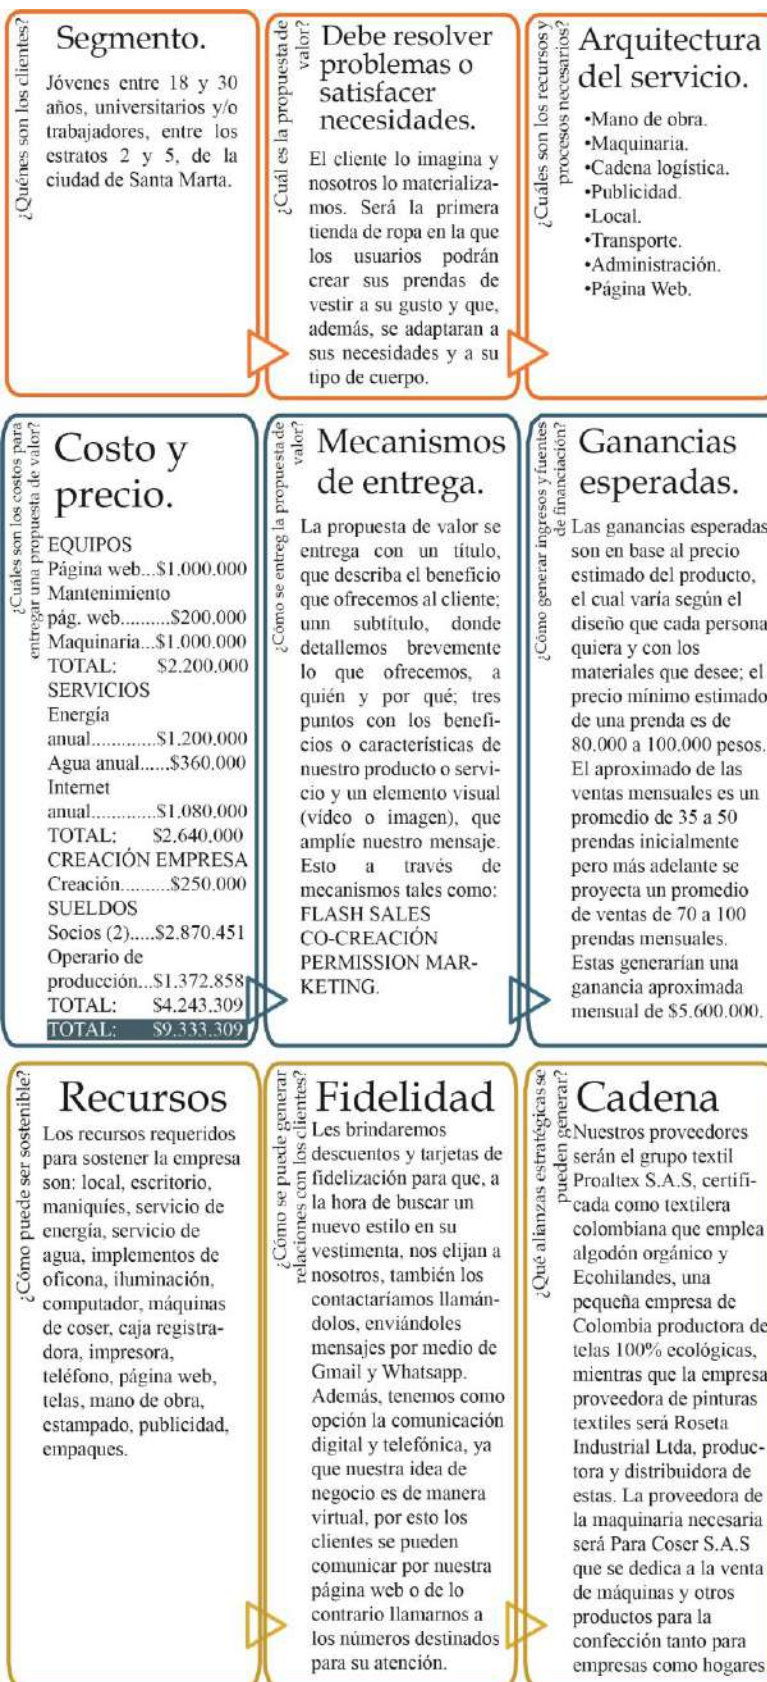 ¿Quénes son los clientes?
Segmento.
Jóvenes entre 18 y 30
años, universitarios y/o
trabajadores, entre los
estratos 2 y 5, de la
ciudad de Santa Marta.
¿Cuál es la propuesta de
valor?
Debe resolver
problemas o
satisfacer
necesidades.
El cliente lo imagina y
nosotros lo materializa-
mos. Será la primera
tienda de ropa en la que
los usuarios podrán
crear sus prendas de
vestir a su gusto y que,
además, se adaptaran a
sus necesidades y a su
tipo de cuerpo.
¿Cuáles son los recursos y
procesos necesarios?
Arquitectura
del servicio.
•Mano de obra.
•Maquinaria.
•Cadena logística.
•Publicidad.
•Local.
•Transporte.
•Administración.
•Página Web.
¿Cuáles son los costos para
entregar una propuesta de valor?
Costo y
precio.
EQUIPOS
Página web...$1.000.000
Mantenimiento
pág. web..........$200.000
Maquinaria...$1.000.000
TOTAL: $2.200.000
SERVICIOS
Energía
anual.............$1.200.000
Agua anual......$360.000
Internet
anual.............$1.080.000
TOTAL: $2.640.000
CREACIÓN EMPRESA
Creación..........$250.000
SUELDOS
Socios (2).....$2.870.451
Operario de
producción...$1.372.858
TOTAL: $4.243.309
TOTAL: $9.333.309
¿Cómo se entreg la propuesta de
valor?
Mecanismos
de entrega.
La propuesta de valor se
entrega con un título,
que describa el beneficio
que ofrecemos al cliente;
unn subtítulo, donde
detallemos brevemente
lo que ofrecemos, a
quién y por qué; tres
puntos con los benefi-
cios o características de
nuestro producto o servi-
cio y un elemento visual
(vídeo o imagen), que
amplíe nuestro mensaje.
Esto a través de
mecanismos tales como:
FLASH SALES
CO-CREACIÓN
PERMISSION MAR-
KETING.
¿Cómo generar ingresos y fuentes
de financiación?
Ganancias
esperadas.
Las ganancias esperadas
son en base al precio
estimado del producto,
el cual varía según el
diseño que cada persona
quiera y con los
materiales que desee; el
precio mínimo estimado
de una prenda es de
80.000 a 100.000 pesos.
El aproximado de las
ventas mensuales es un
promedio de 35 a 50
prendas inicialmente
pero más adelante se
proyecta un promedio
de ventas de 70 a 100
prendas mensuales.
Estas generarían una
ganancia aproximada
mensual de $5.600.000.
¿Cómo puede ser sostenible?
Recursos
Los recursos requeridos
para sostener la empresa
son: local, escritorio,
maniquíes, servicio de
energía, servicio de
agua, implementos de
oficona, iluminación,
computador, máquinas
de coser, caja registra-
dora, impresora,
teléfono, página web,
telas, mano de obra,
estampado, publicidad,
empaques.
¿Cómo se puede generar
relaciones con los clientes?
Fidelidad
Les brindaremos
descuentos y tarjetas de
fidelización para que, a
la hora de buscar un
nuevo estilo en su
vestimenta, nos elijan a
nosotros, también los
contactaríamos llamán-
dolos, enviándoles
mensajes por medio de
Gmail y Whatsapp.
Además, tenemos como
opción la comunicación
digital y telefónica, ya
que nuestra idea de
negocio es de manera
virtual, por esto los
clientes se pueden
comunicar por nuestra
página web o de lo
contrario llamarnos a
los números destinados
para su atención.
¿Qué alianzas estratégicas se
pueden generar?
Cadena
Nuestros proveedores
serán el grupo textil
Proaltex S.A.S, certifi-
cada como textilera
colombiana que emplea
algodón orgánico y
Ecohilandes, una
pequeña empresa de
Colombia productora de
telas 100% ecológicas,
mientras que la empresa
proveedora de pinturas
textiles será Roseta
Industrial Ltda, produc-
tora y distribuidora de
estas. La proveedora de
la maquinaria necesaria
será Para Coser S.A.S
que se dedica a la venta
de máquinas y otros
productos para la
confección tanto para
empresas como hogares